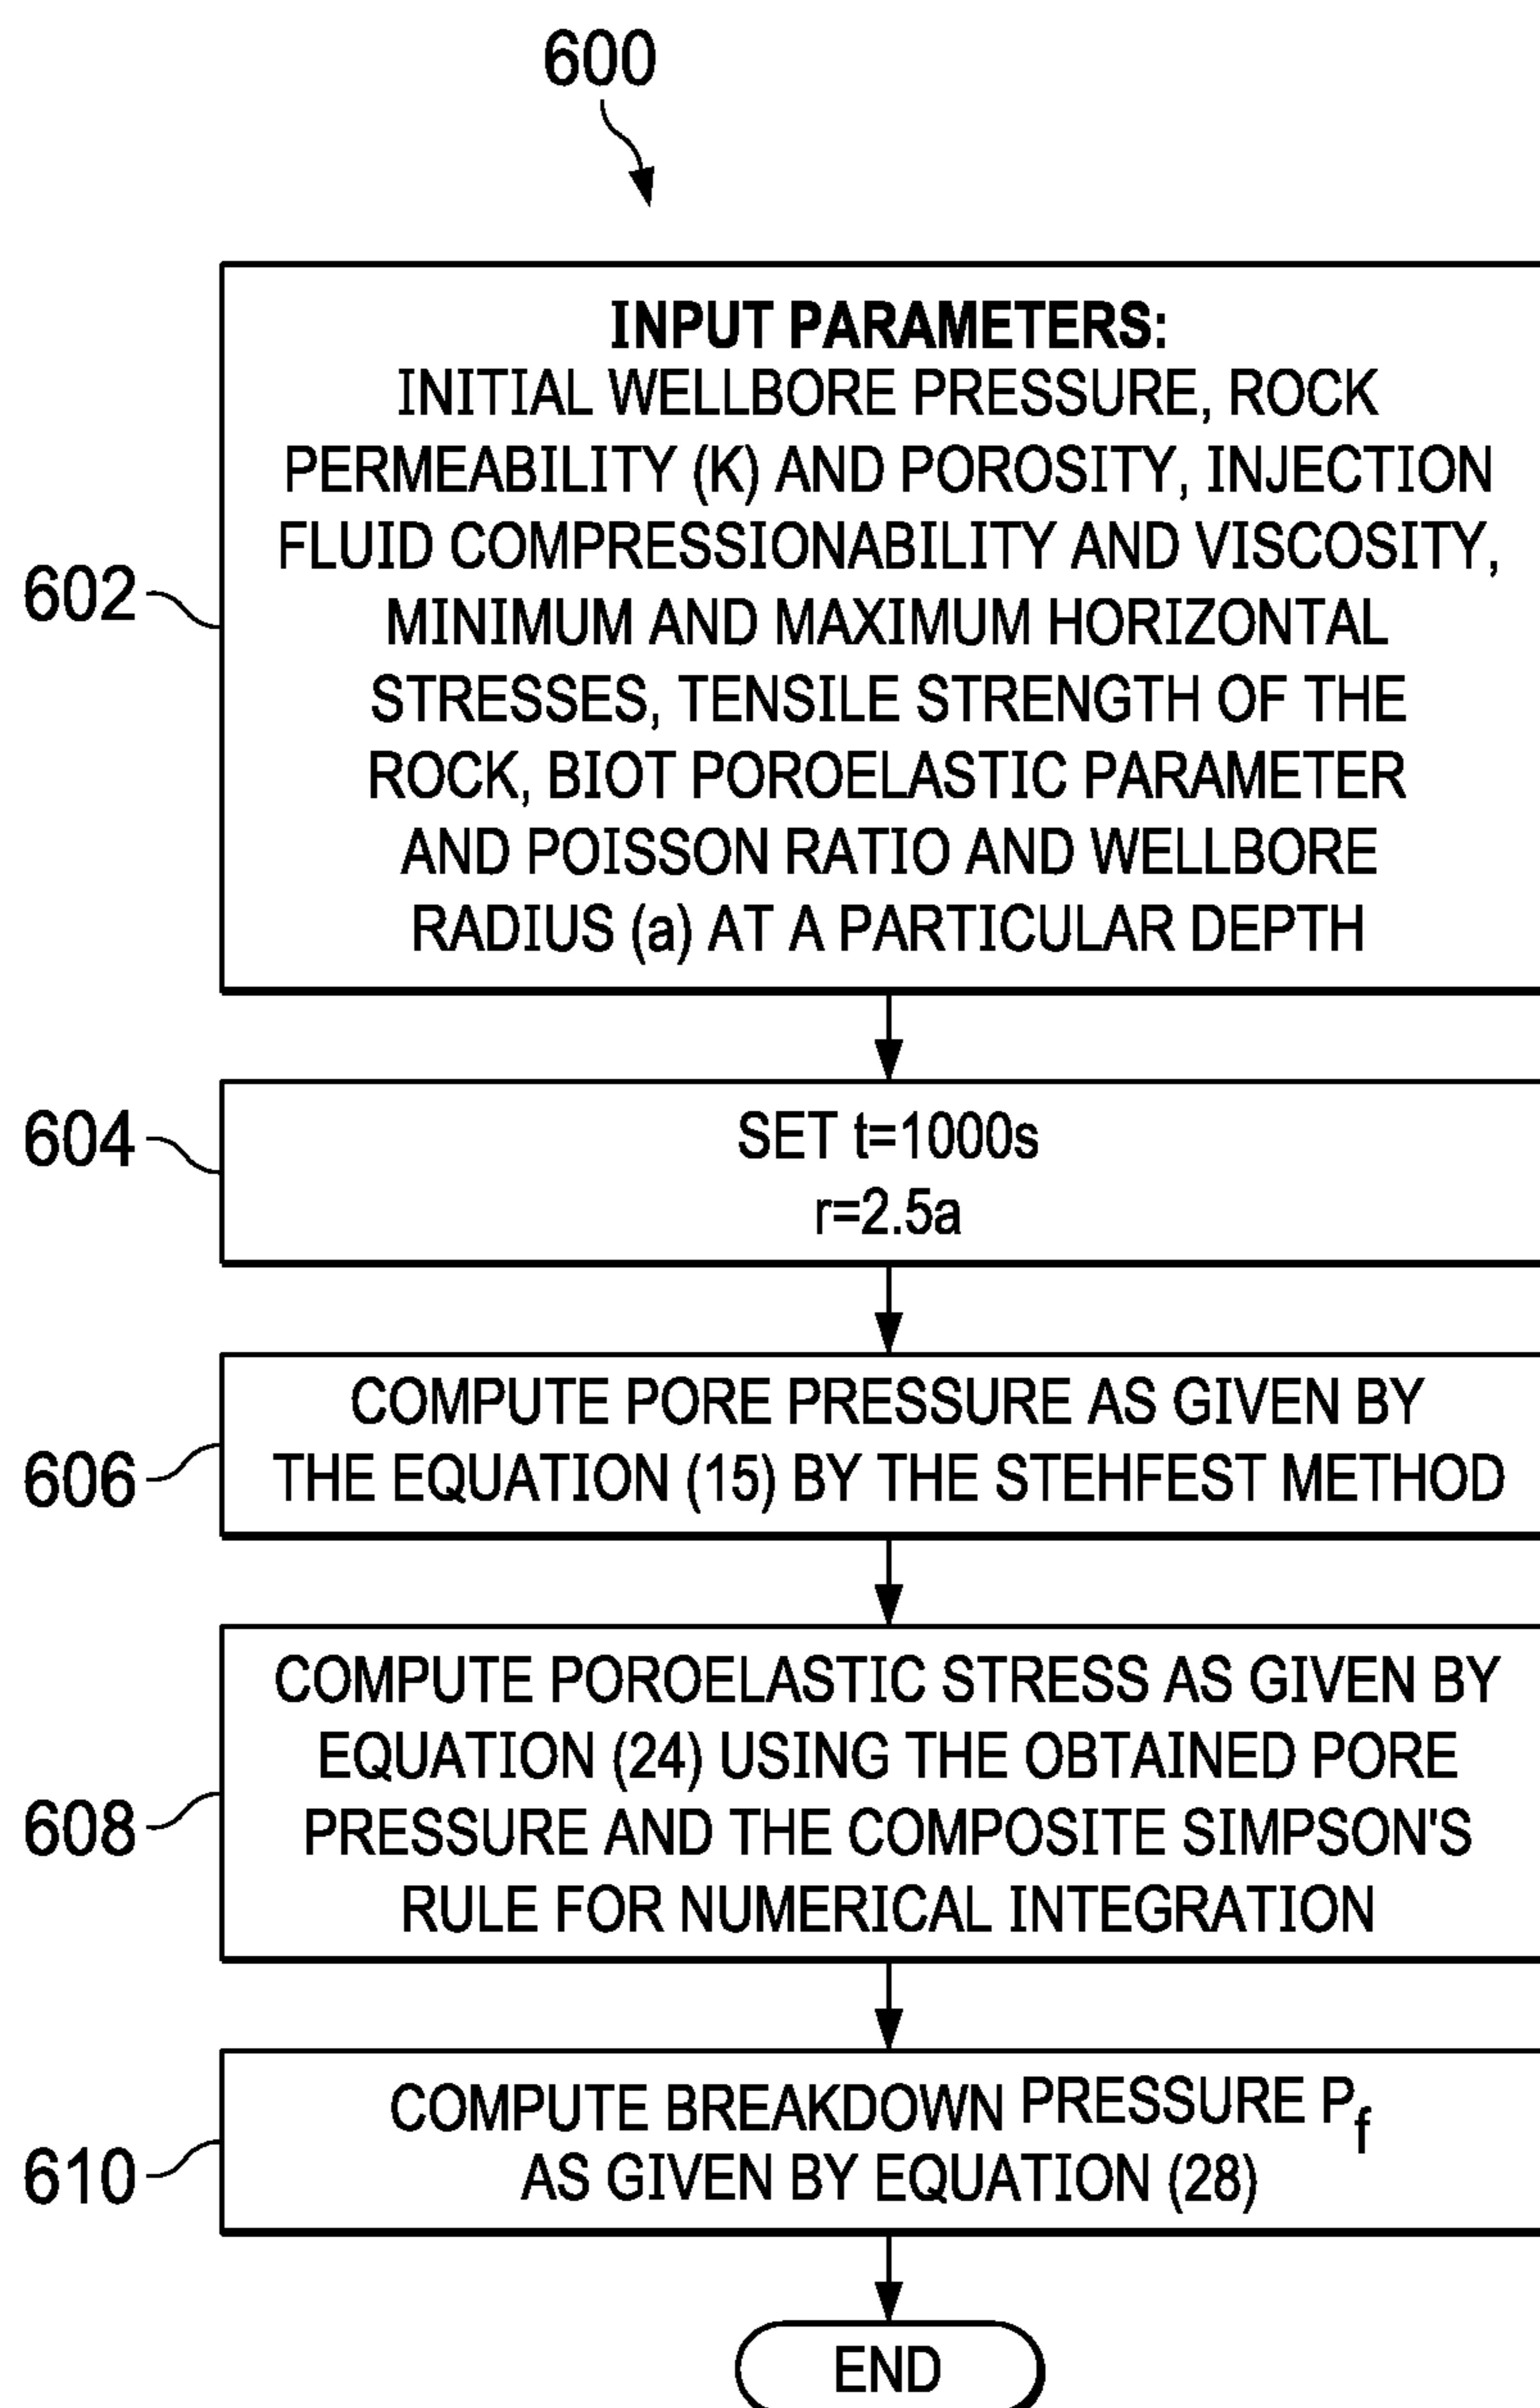 600
602
INPUT PARAMETERS:
INITIAL WELLBORE PRESSURE, ROCK
PERMEABILITY (K) AND POROSITY, INJECTION
FLUID COMPRESSIONABILITY AND VISCOSITY,
MINIMUM AND MAXIMUM HORIZONTAL
STRESSES, TENSILE STRENGTH OF THE
ROCK, BIOT POROELASTIC PARAMETER
AND POISSON RATIO AND WELLBORE
RADIUS (a) AT A PARTICULAR DEPTH
604
SET t=1000s
r=2.5a
606
COMPUTE PORE PRESSURE AS GIVEN BY
THE EQUATION (15) BY THE STEHFEST METHOD
608
COMPUTE POROELASTIC STRESS AS GIVEN BY
EQUATION (24) USING THE OBTAINED PORE
PRESSURE AND THE COMPOSITE SIMPSON'S
RULE FOR NUMERICAL INTEGRATION
610
COMPUTE BREAKDOWN PRESSURE Pf
AS GIVEN BY EQUATION (28)
END